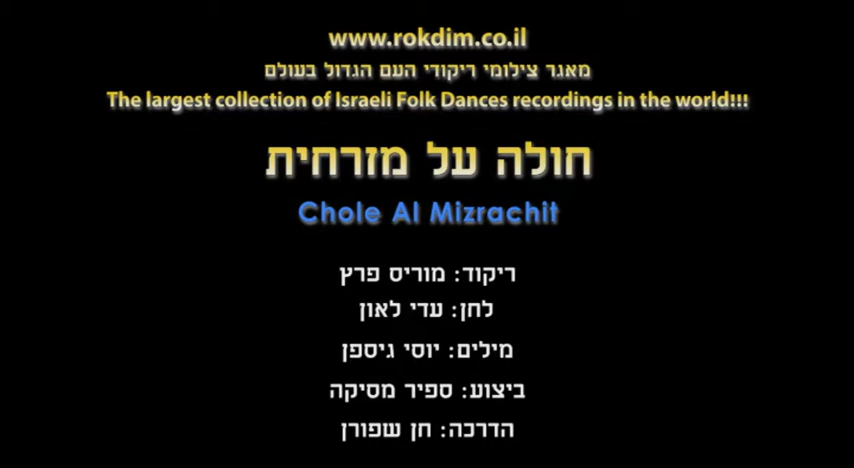 www.rokdim.co.il
מאגר צילומי ריקודי העם הגדול בעולם
The largest collection of Israeli Folk Dances recordings in the world!!!
חולה על מזרחית
Chole Al Mizrachit
ריקוד: מוריס פרץ
לחן: עדי לאון
מילים: יוסי גיספן
ביצוע: ספיר מסיקה
הדרכה: חן שפורן